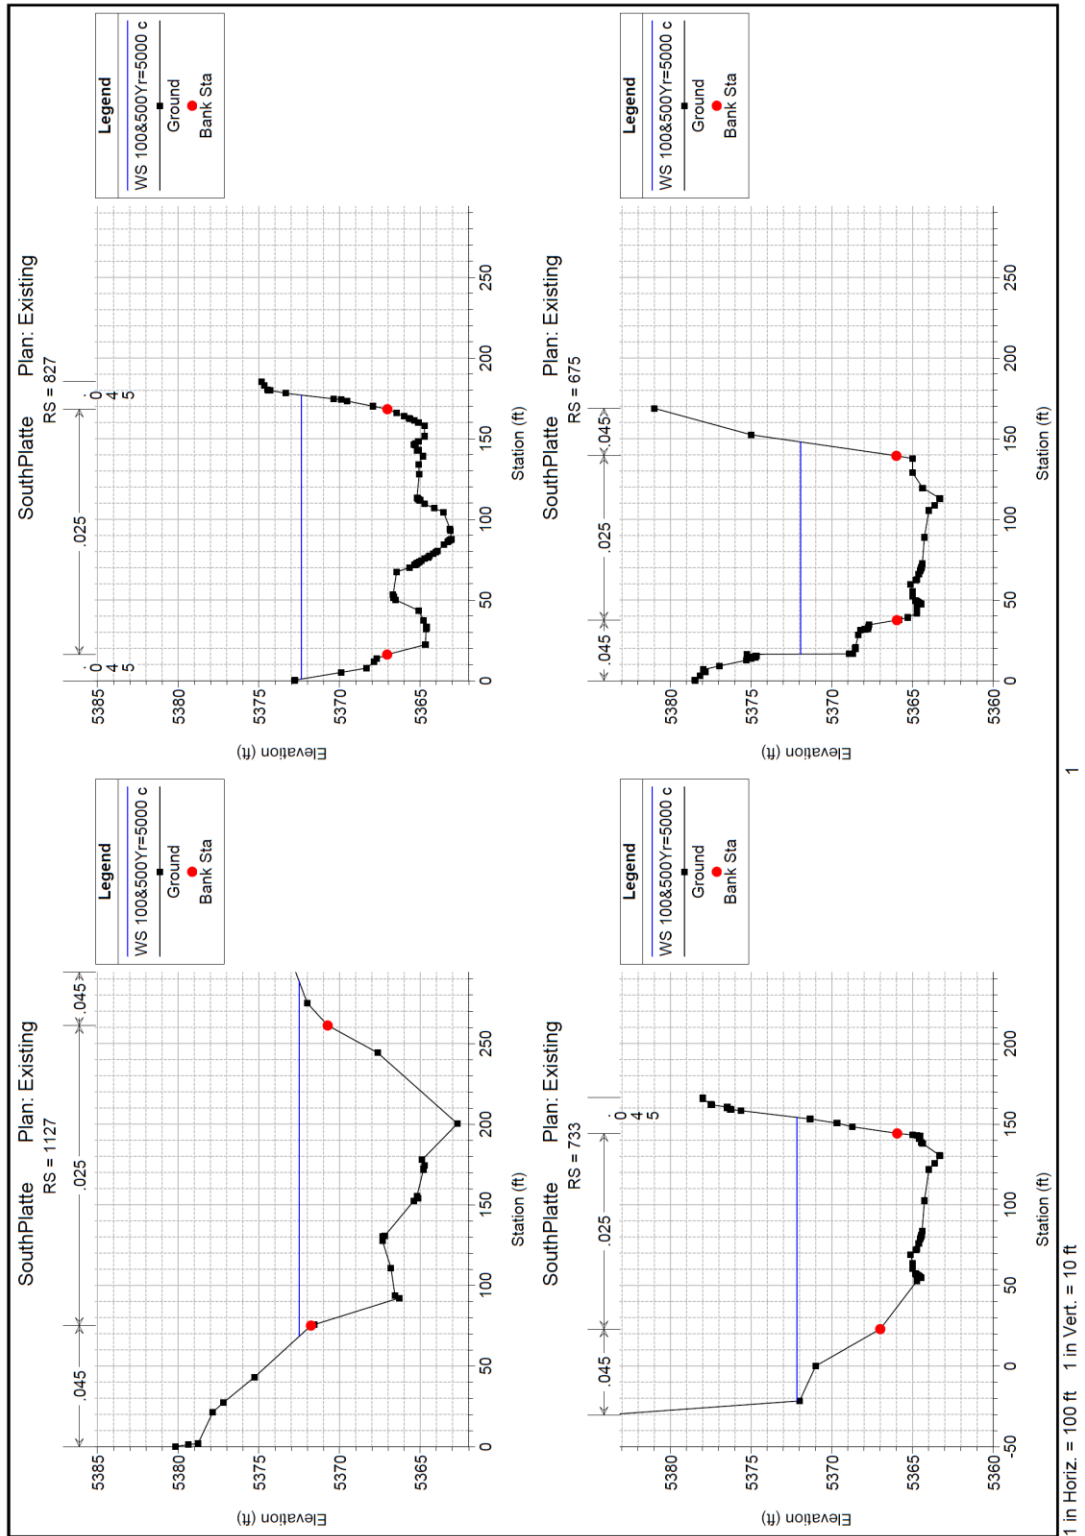 SouthPlatte Plan: Existing
RS = 1127
.045
.025
.045
5385
5380
5375
5370
5365
Elevation (ft)
0
50
100
150
200
250
Station (ft)
Legend
WS 100&500Yr=5000 c
Ground
Bank Sta
SouthPlatte Plan: Existing
RS = 827
.
0
4
5
.025
.
0
4
5
5385
5380
5375
5370
5365
Elevation (ft)
0
50
100
150
200
250
Station (ft)
Legend
WS 100&500Yr=5000 c
Ground
Bank Sta
SouthPlatte Plan: Existing
RS = 733
.045
.025
.
0
4
5
5380
5375
5370
5365
5360
Elevation (ft)
-50
0
50
100
150
200
Station (ft)
Legend
WS 100&500Yr=5000 c
Ground
Bank Sta
SouthPlatte Plan: Existing
RS = 675
.045
.025
.045
5380
5375
5370
5365
5360
Elevation (ft)
0
50
100
150
200
250
Station (ft)
Legend
WS 100&500Yr=5000 c
Ground
Bank Sta
1 in Horiz. = 100 ft 1 in Vert. = 10 ft
1